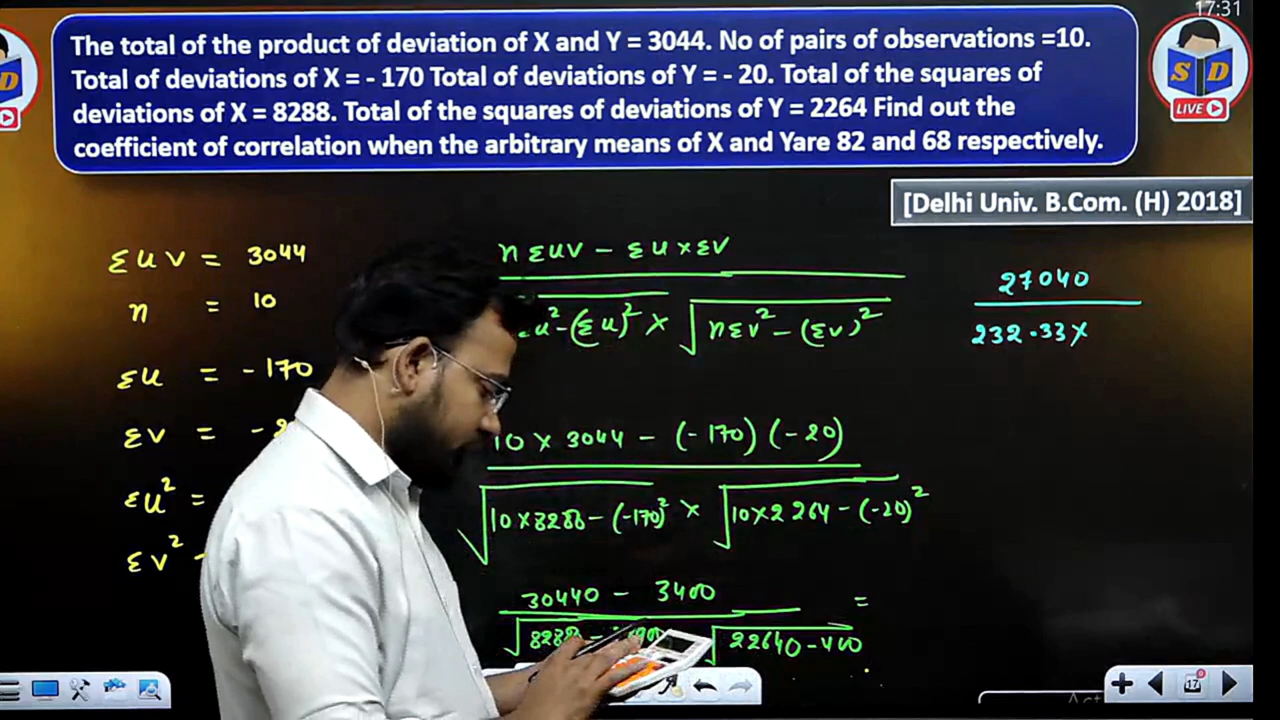 17:31
The total of the product of deviation of X and Y = 3044. No of pairs of observations =10.
Total of deviations of X = - 170 Total of deviations of Y = - 20. Total of the squares of
deviations of X = 8288. Total of the squares of deviations of Y = 2264 Find out the
coefficient of correlation when the arbitrary means of X and Yare 82 and 68 respectively.
S D
LIVE
D
[Delhi Univ. B.Com. (H) 2018]
Σuv = 3044
n = 10
Σu = -170
Σv = -2
Σu² =
Σv²
nΣuv - Σu×Σv
u²-(Σu)² × √nΣv² - (Σv)²
10 × 3044 - (-170) (-20)
√10×8288-(-170)² × √10×2264-(-20)²
30440 - 3400 =
√22640-400
27040
232.33×
17